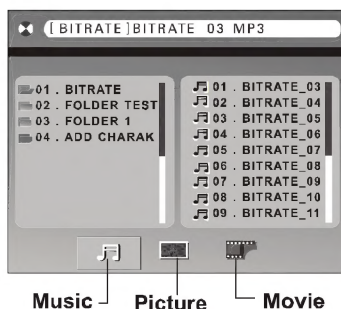 [BITRATE]BITRATE 03 MP3
01 . BITRATE
02 . FOLDER TEST
03 . FOLDER 1
04 . ADD CHARAK
01 . BITRATE_03
02 . BITRATE_04
03 . BITRATE_05
04 . BITRATE_06
05 . BITRATE_07
06 . BITRATE_08
07 . BITRATE_09
08 . BITRATE_10
09 . BITRATE_11
Music
Picture
Movie